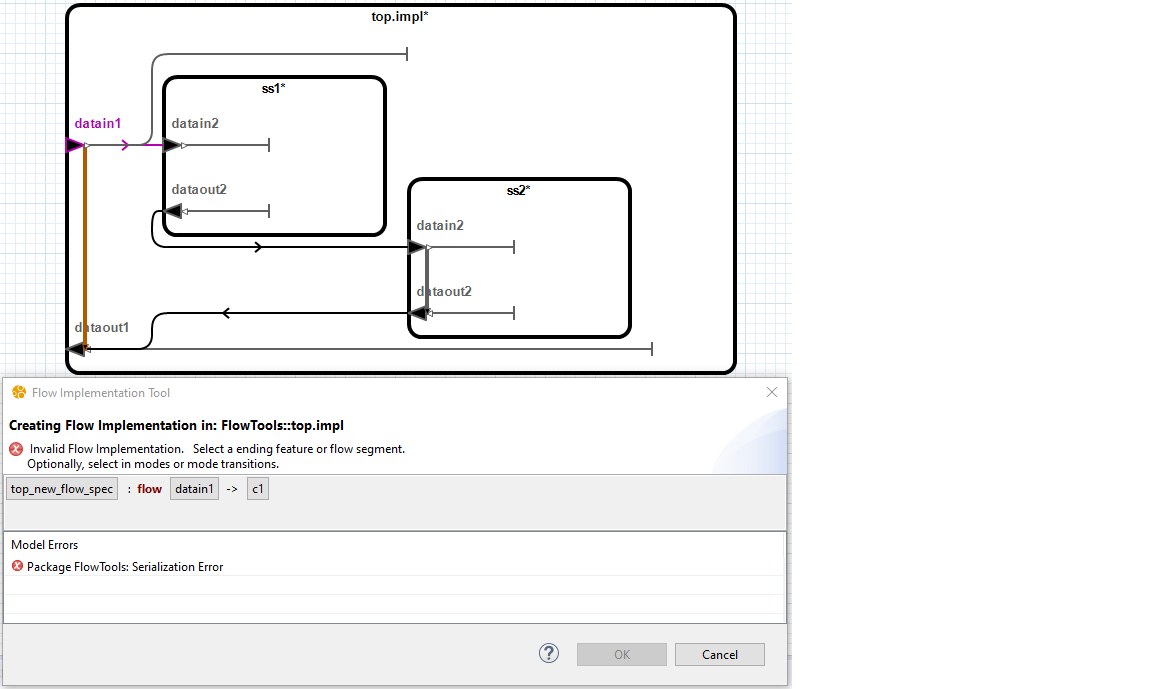 top.impl*
ss1*
datain1
datain2
dataout2
ss2*
datain2
dataout2
dataout1
Flow Implementation Tool
Creating Flow Implementation in: FlowTools::top.impl
Invalid Flow Implementation.   Select a ending feature or flow segment.
Optionally, select in modes or mode transitions.
top_new_flow_spec : flow datain1 -> c1
Model Errors
Package FlowTools: Serialization Error
? OK Cancel